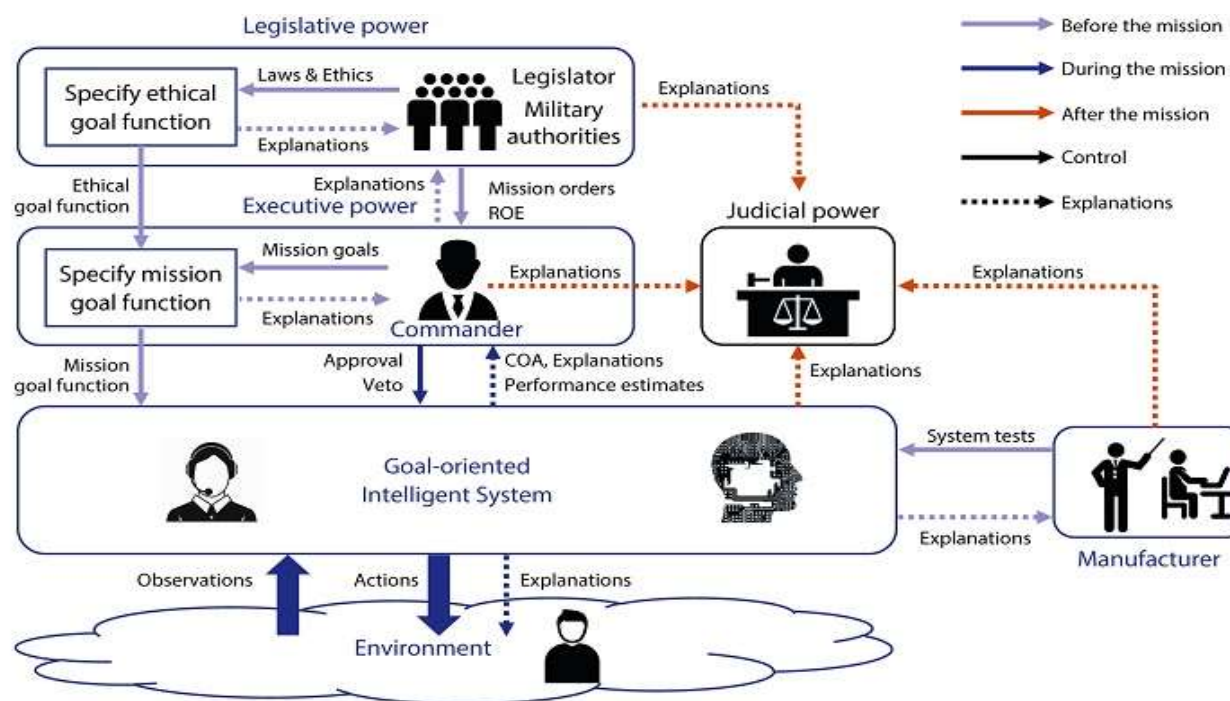 Legislative power
Before the mission
During the mission
After the mission
Control
Explanations
Specify ethical
goal function
Laws & Ethics
Explanations
Legislator
Military
authorities
Explanations
Ethical
goal function
Explanations
Mission orders
ROE
Executive power
Judicial power
Specify mission
goal function
Mission goals
Explanations
Commander
Explanations
Explanations
Mission
goal function
Approval
Veto
COA, Explanations
Performance estimates
Explanations
Goal-oriented
Intelligent System
System tests
Explanations
Manufacturer
Observations
Actions
Explanations
Environment